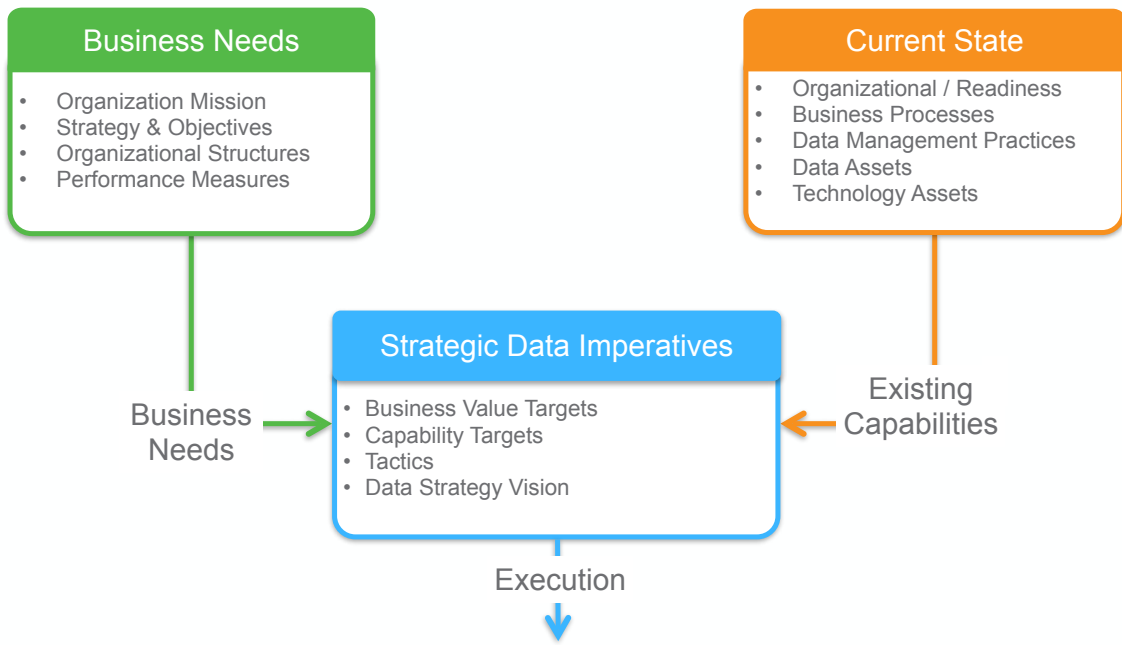 Business Needs
• Organization Mission
• Strategy & Objectives
• Organizational Structures
• Performance Measures
Current State
• Organizational / Readiness
• Business Processes
• Data Management Practices
• Data Assets
• Technology Assets
Strategic Data Imperatives
• Business Value Targets
• Capability Targets
• Tactics
• Data Strategy Vision
Business
Needs
Existing
Capabilities
Execution